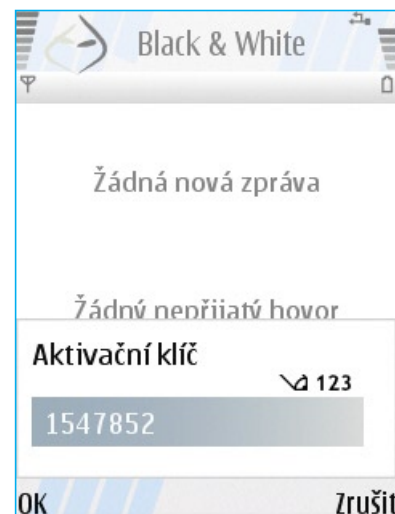 Black & White
Žádná nová zpráva
Žádný nepřijatý hovor
Aktivační klíč
123
1547852
OK Zrušit